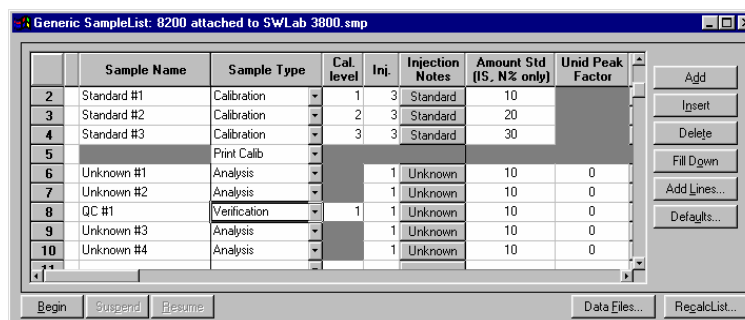 Generic SampleList: 8200 attached to SWLab 3800.smp
Sample Name Sample Type Cal. level Inj. Injection Notes Amount Std (IS, N% only) Unid Peak Factor
2 Standard #1 Calibration 1 3 Standard 10
3 Standard #2 Calibration 2 3 Standard 20
4 Standard #3 Calibration 3 3 Standard 30
5 Print Calib
6 Unknown #1 Analysis 1 Unknown 10 0
7 Unknown #2 Analysis 1 Unknown 10 0
8 QC #1 Verification 1 1 Unknown 10 0
9 Unknown #3 Analysis 1 Unknown 10 0
10 Unknown #4 Analysis 1 Unknown 10 0
11
Add
Insert
Delete
Fill Down
Add Lines...
Defaults...
Begin Suspend Resume Data Files... RecalcList...